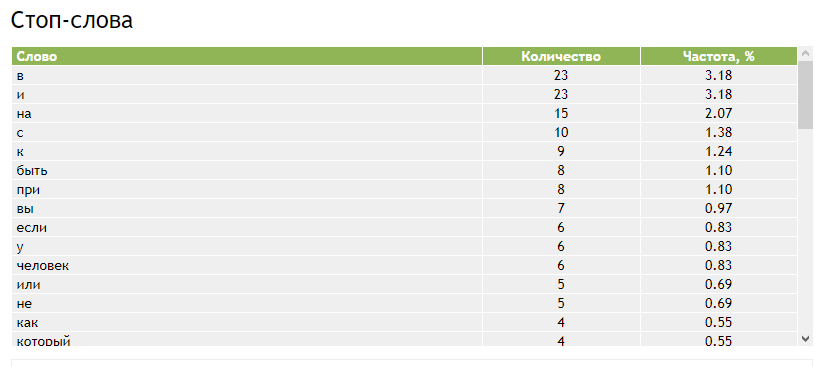 Стоп-слова
Слово Количество Частота, %
в 23 3.18
и 23 3.18
на 15 2.07
с 10 1.38
к 9 1.24
быть 8 1.10
при 8 1.10
вы 7 0.97
если 6 0.83
у 6 0.83
человек 6 0.83
или 5 0.69
не 5 0.69
как 4 0.55
который 4 0.55